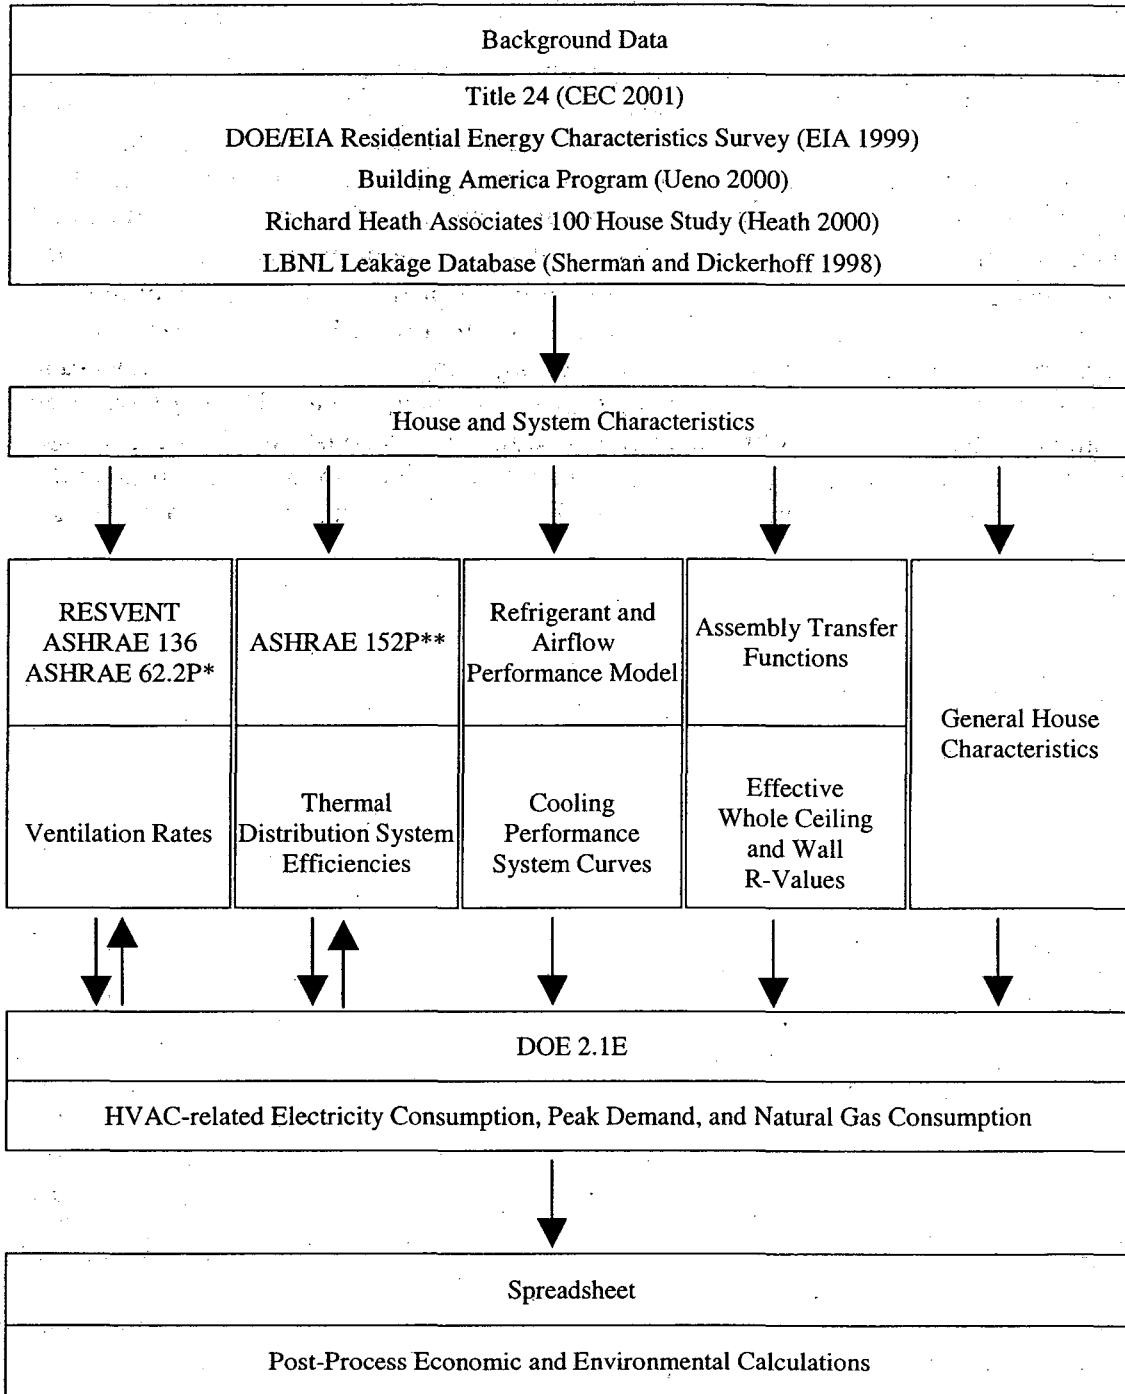 Background Data
Title 24 (CEC 2001)
DOE/EIA Residential Energy Characteristics Survey (EIA 1999)
Building America Program (Ueno 2000)
Richard Heath Associates 100 House Study (Heath 2000)
LBNL Leakage Database (Sherman and Dickerhoff 1998)
House and System Characteristics
RESVENT
ASHRAE 136
ASHRAE 62.2P*
Ventilation Rates
ASHRAE 152P**
Thermal
Distribution System
Efficiencies
Refrigerant and
Airflow
Performance Model
Cooling
Performance
System Curves
Assembly Transfer
Functions
Effective
Whole Ceiling
and Wall
R-Values
General House
Characteristics
DOE 2.1E
HVAC-related Electricity Consumption, Peak Demand, and Natural Gas Consumption
Spreadsheet
Post-Process Economic and Environmental Calculations